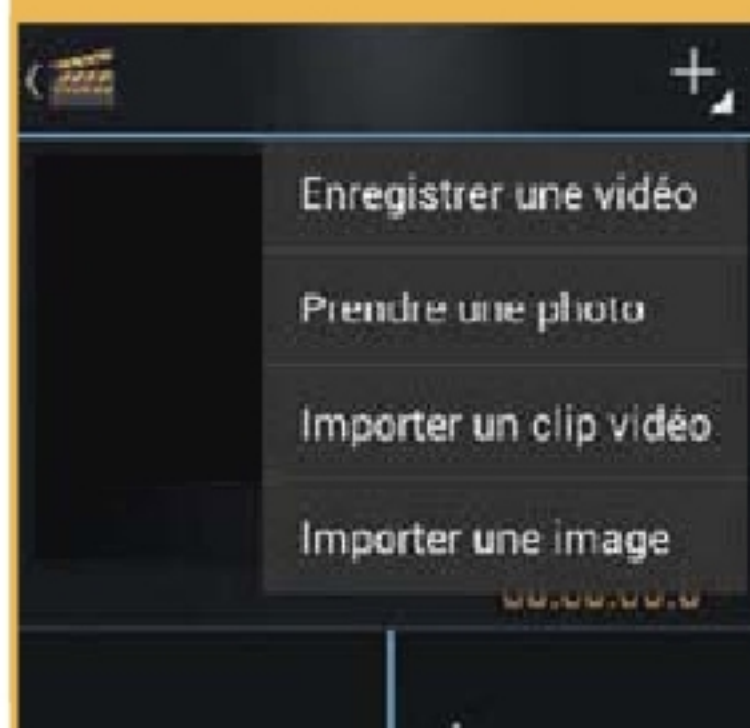 Enregistrer une vidéo
Prendre une photo
Importer un clip vidéo
Importer une image